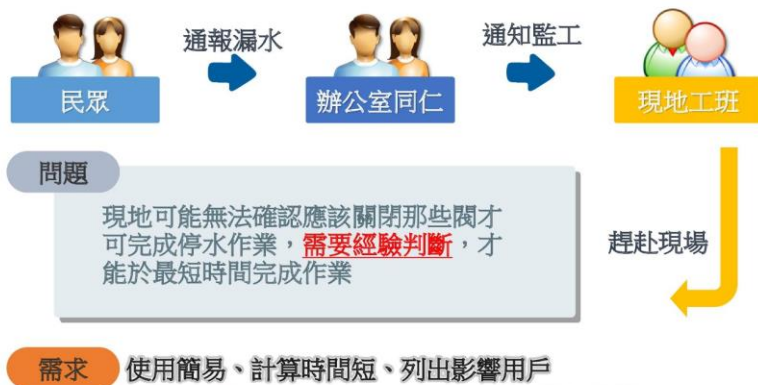 通報漏水
通知監工
民眾
辦公室同仁
現地工班
問題
現地可能無法確認應該關閉那些閥才
可完成停水作業，需要經驗判斷，才
能於最短時間完成作業
趕赴現場
需求 使用簡易、計算時間短、列出影響用戶